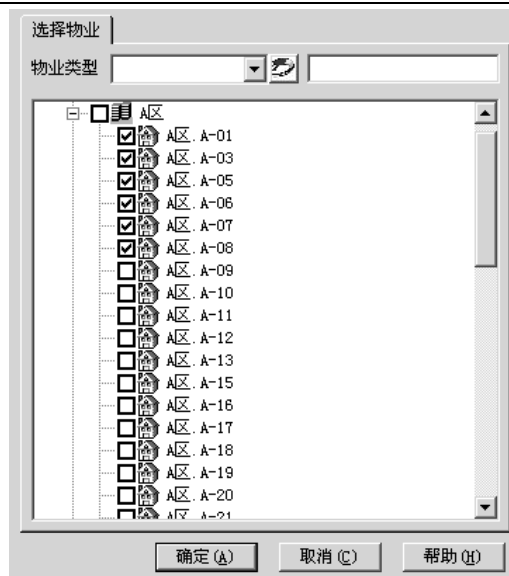 选择物业
物业类型
A区
A区. A-01
A区. A-03
A区. A-05
A区. A-06
A区. A-07
A区. A-08
A区. A-09
A区. A-10
A区. A-11
A区. A-12
A区. A-13
A区. A-15
A区. A-16
A区. A-17
A区. A-18
A区. A-19
A区. A-20
A区. A-21
确定(A) 取消(C) 帮助(H)